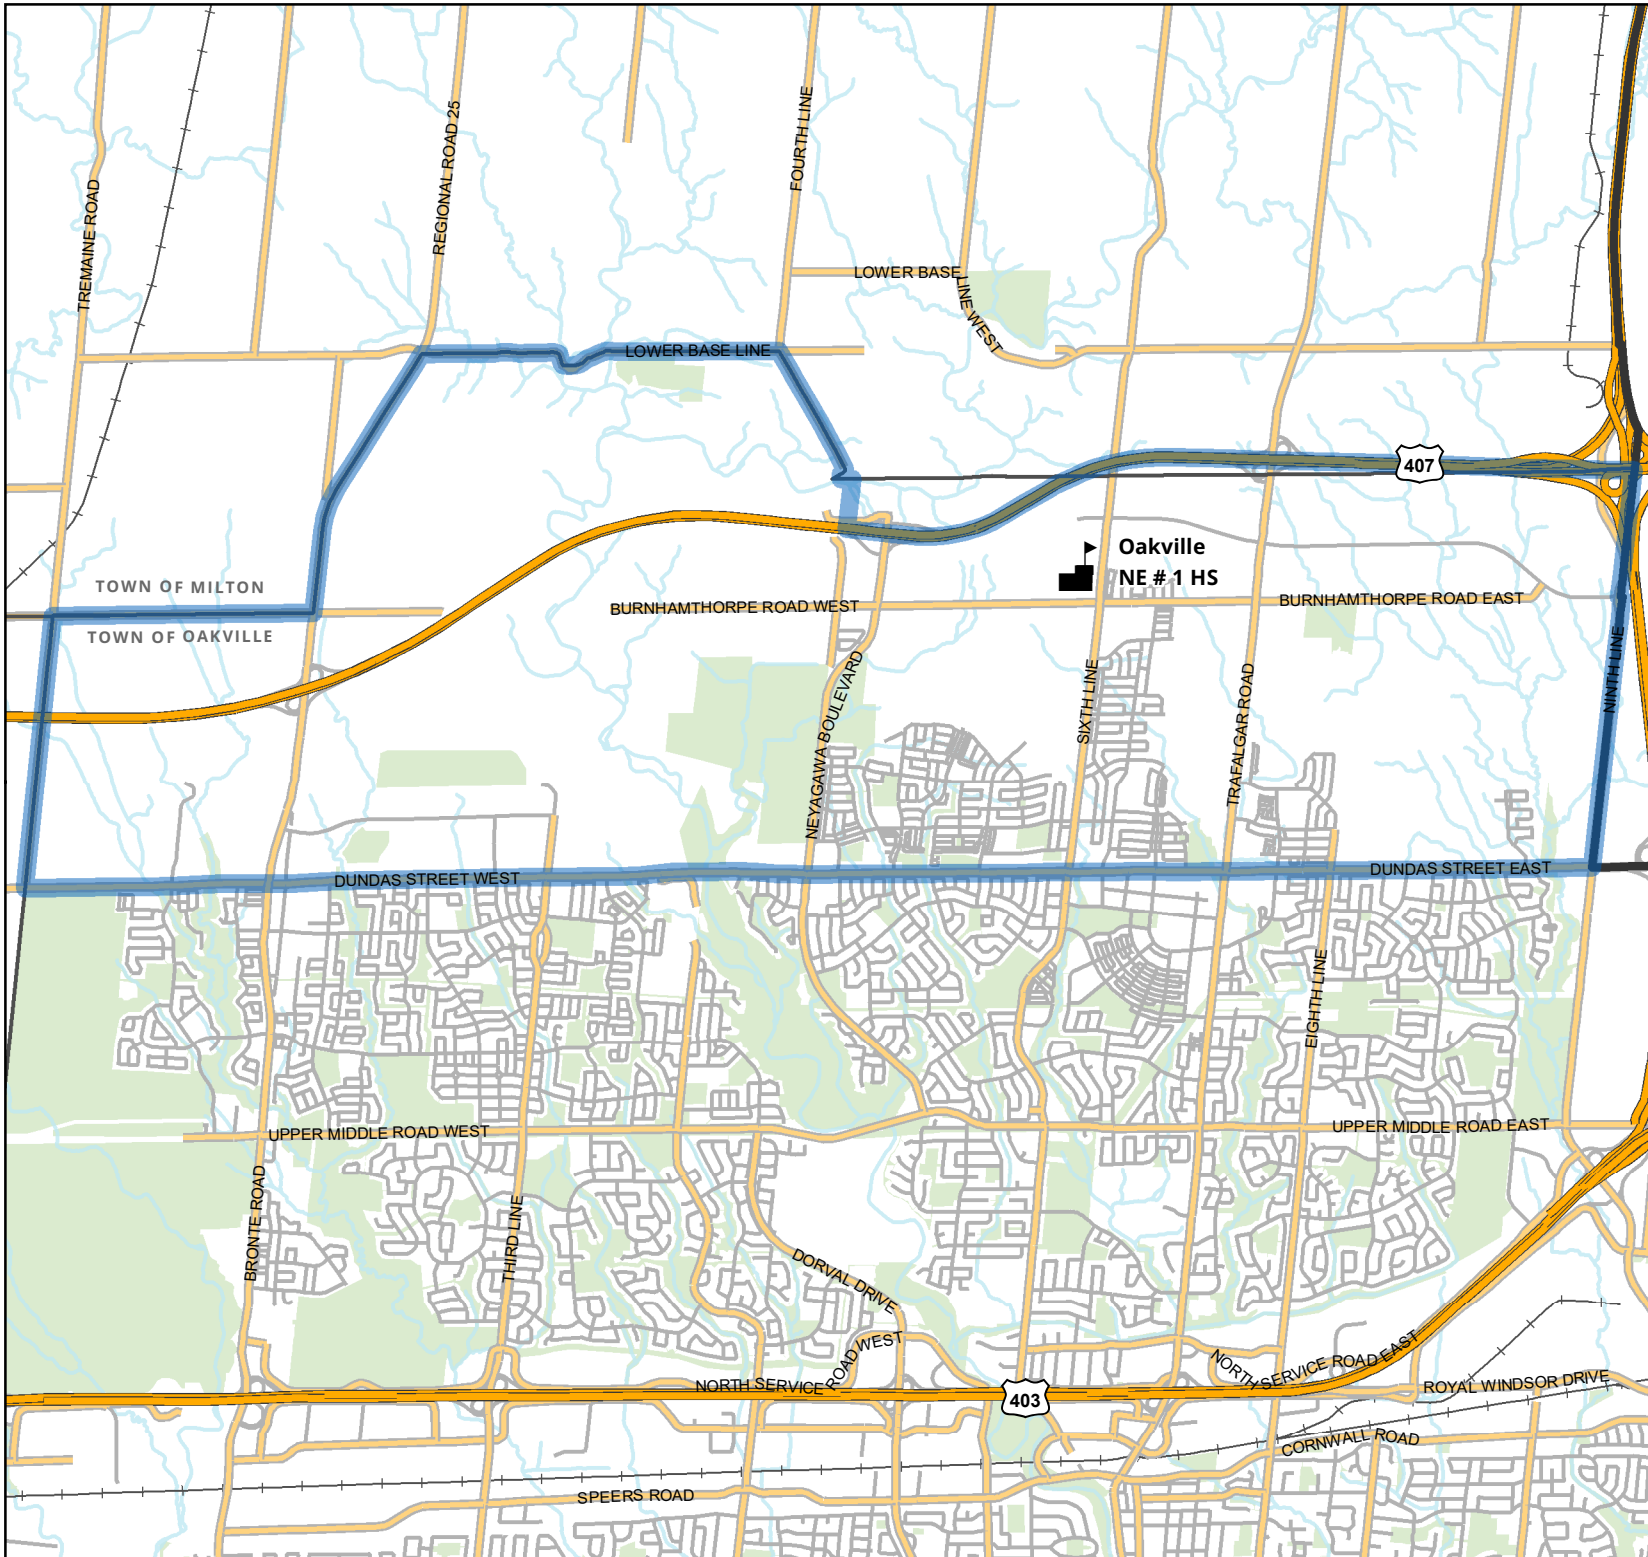 REGIONAL ROAD 25
FOURTH LINE
TREMAINE ROAD
LOWER BASE
LINE WEST
LOWER BASE LINE
407
Oakville
NE # 1 HS
TOWN OF MILTON
TOWN OF OAKVILLE
BURNHAMTHORPE ROAD WEST
BURNHAMTHORPE ROAD EAST
NINTH LINE
NEYAGAWA BOULEVARD
SIXTH LINE
TRAFALGAR ROAD
DUNDAS STREET WEST
DUNDAS STREET EAST
EIGHTH LINE
UPPER MIDDLE ROAD WEST
UPPER MIDDLE ROAD EAST
BRONTE ROAD
THIRD LINE
DORVAL DRIVE
NORTH SERVICE
ROAD WEST
403
NORTH
SERVICE ROAD EAST
ROYAL WINDSOR DRIVE
CORNWALL ROAD
SPEERS ROAD